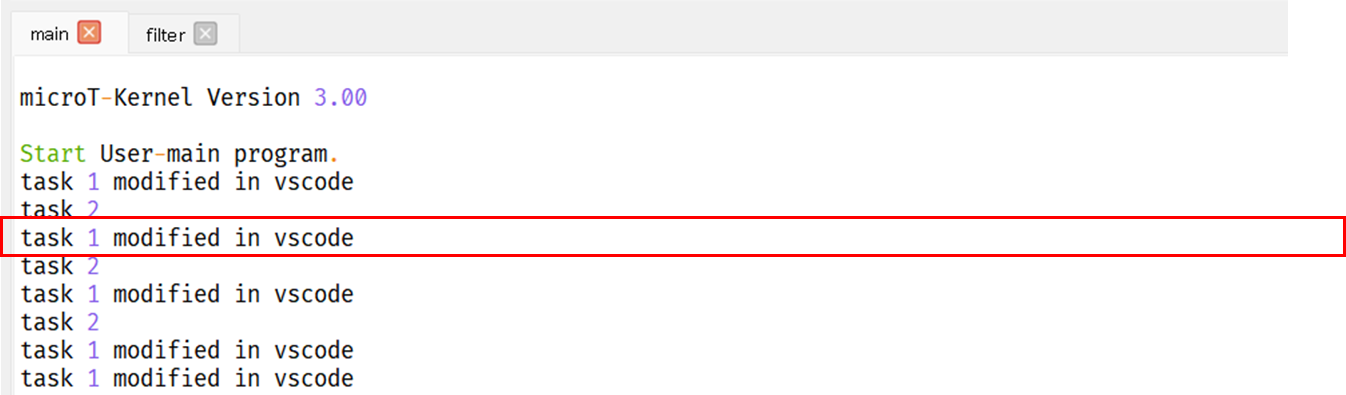 main
filter
microT-Kernel Version 3.00
Start User-main program.
task 1 modified in vscode
task 2
task 1 modified in vscode
task 2
task 1 modified in vscode
task 2
task 1 modified in vscode
task 1 modified in vscode